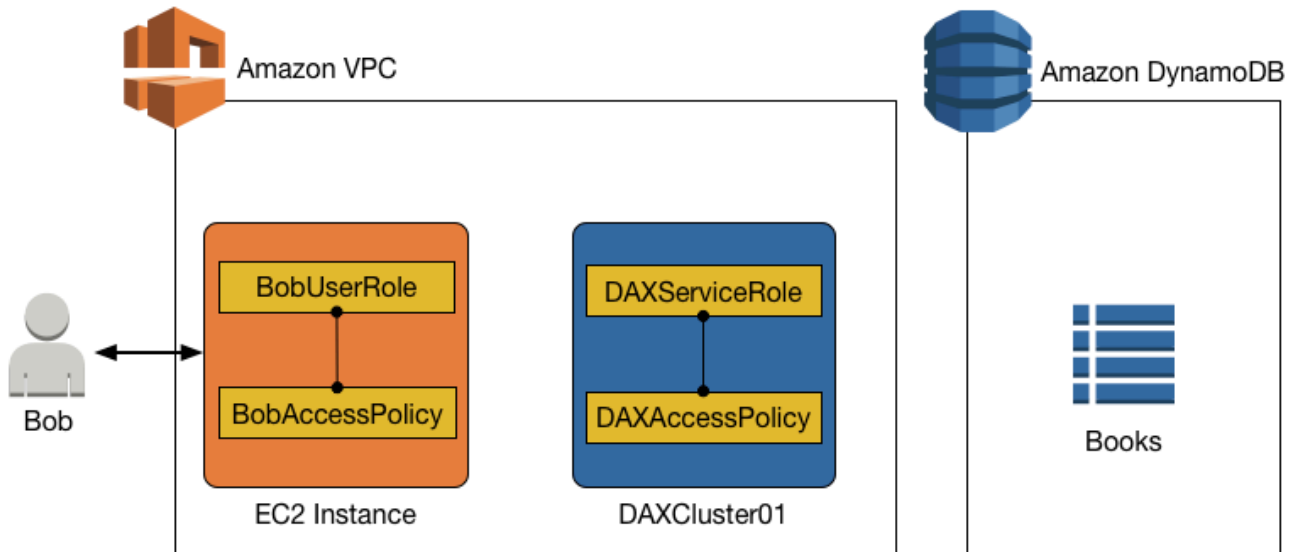 Amazon VPC
Amazon DynamoDB
BobUserRole
BobAccessPolicy
EC2 Instance
DAXServiceRole
DAXAccessPolicy
DAXCluster01
Bob
Books